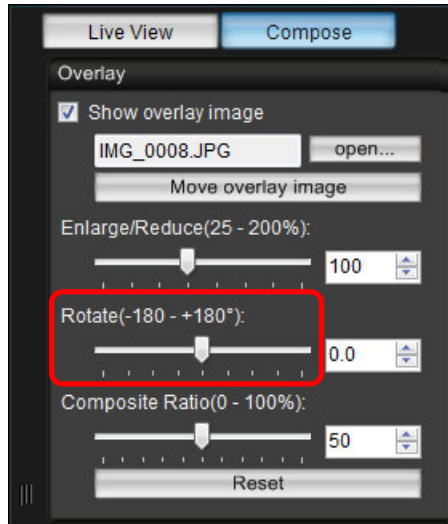 Live View Compose
Overlay
Show overlay image
IMG_0008.JPG open...
Move overlay image
Enlarge/Reduce(25 - 200%):
100
Rotate(-180 - +180°):
0.0
Composite Ratio(0 - 100%):
50
Reset